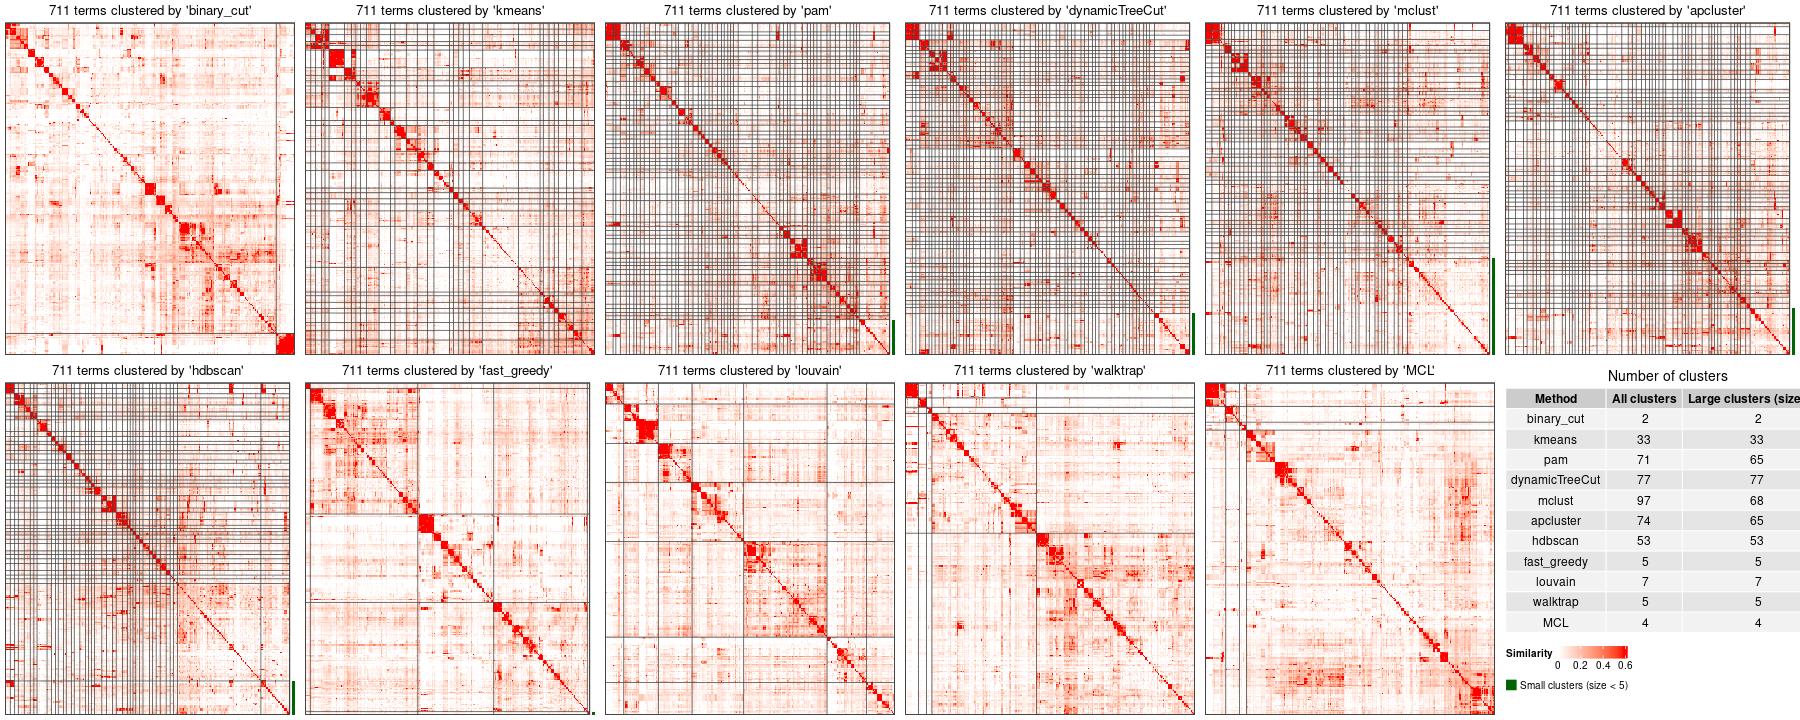 711 terms clustered by 'binary_cut'
711 terms clustered by 'kmeans'
711 terms clustered by 'pam'
711 terms clustered by 'dynamicTreeCut'
711 terms clustered by 'mclust'
711 terms clustered by 'apcluster'
711 terms clustered by 'hdbscan'
711 terms clustered by 'fast_greedy'
711 terms clustered by 'louvain'
711 terms clustered by 'walktrap'
711 terms clustered by 'MCL'
Number of clusters
Method All clusters Large clusters (size
binary_cut 2 2
kmeans 33 33
pam 71 65
dynamicTreeCut 77 77
mclust 97 68
apcluster 74 65
hdbscan 53 53
fast_greedy 5 5
louvain 7 7
walktrap 5 5
MCL 4 4
Similarity
0 0.2 0.4 0.6
Small clusters (size < 5)